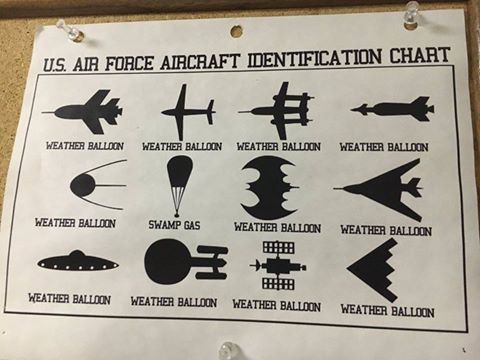 U.S. AIR FORCE AIRCRAFT IDENTIFICATION CHART
WEATHER BALLOON WEATHER BALLOON WEATHER BALLOON WEATHER BALLOON
WEATHER BALLOON SWAMP GAS WEATHER BALLOON WEATHER BALLOON
WEATHER BALLOON WEATHER BALLOON WEATHER BALLOON WEATHER BALLOON